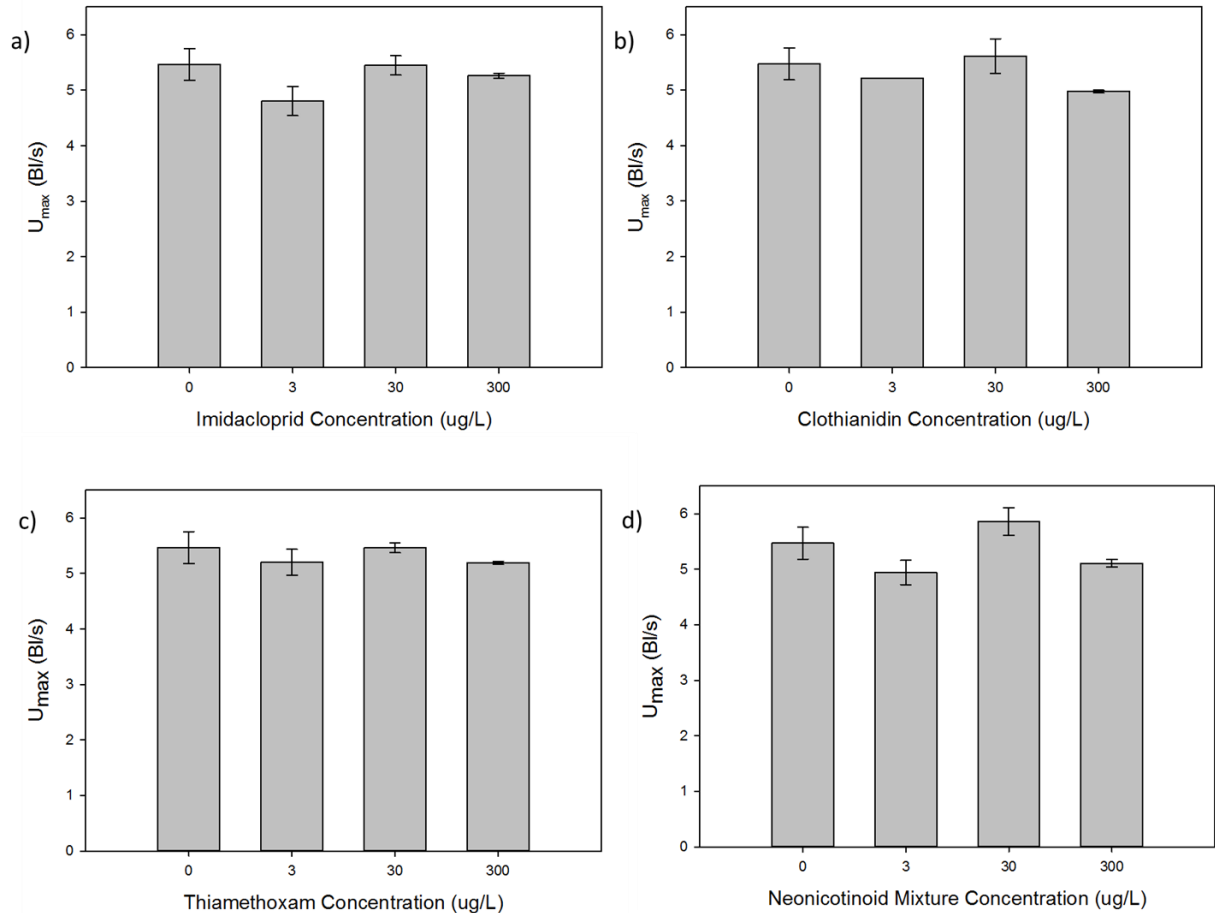 a)
6
5
4
3
2
1
0
Umax (Bl/s)
0 3 30 300
Imidacloprid Concentration (ug/L)
b)
6
5
4
3
2
1
0
Umax (Bl/s)
0 3 30 300
Clothianidin Concentration (ug/L)
c)
6
5
4
3
2
1
0
Umax (Bl/s)
0 3 30 300
Thiamethoxam Concentration (ug/L)
d)
6
5
4
3
2
1
0
Umax (Bl/s)
0 3 30 300
Neonicotinoid Mixture Concentration (ug/L)